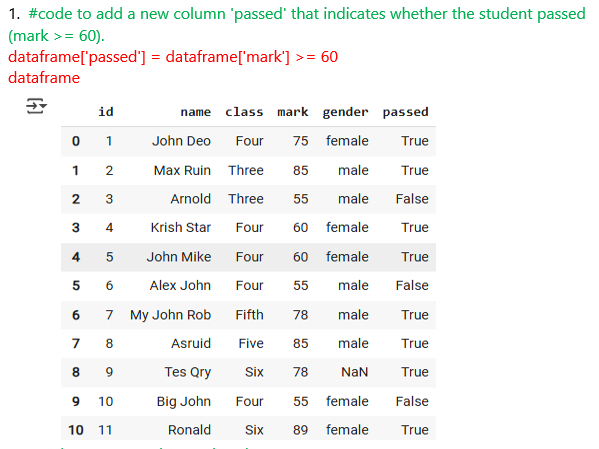 1. #code to add a new column 'passed' that indicates whether the student passed
(mark >= 60).
dataframe['passed'] = dataframe['mark'] >= 60
dataframe
id name class mark gender passed
0 1 John Deo Four 75 female True
1 2 Max Ruin Three 85 male True
2 3 Arnold Three 55 male False
3 4 Krish Star Four 60 female True
4 5 John Mike Four 60 female True
5 6 Alex John Four 55 male False
6 7 My John Rob Fifth 78 male True
7 8 Asruid Five 85 male True
8 9 Tes Qry Six 78 NaN True
9 10 Big John Four 55 female False
10 11 Ronald Six 89 female True